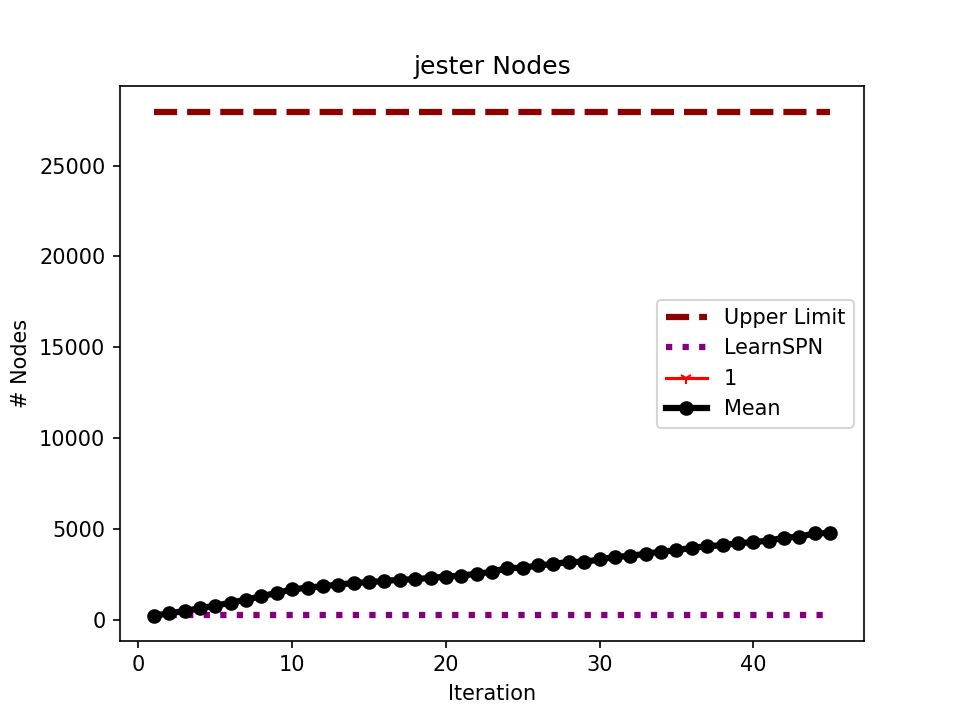 jester Nodes
# Nodes
25000
20000
15000
10000
5000
0
Upper Limit
LearnSPN
1
Mean
0 10 20 30 40
Iteration